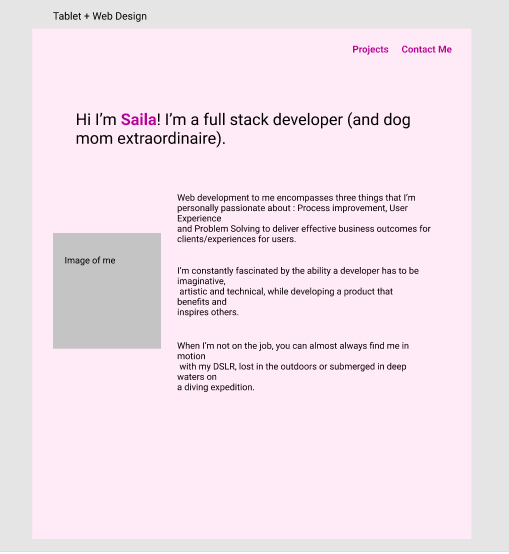 Tablet + Web Design
Projects Contact Me
Hi I'm Saila! I'm a full stack developer (and dog
mom extraordinaire).
Image of me
Web development to me encompasses three things that I'm
personally passionate about : Process improvement, User
Experience
and Problem Solving to deliver effective business outcomes for
clients/experiences for users.
I'm constantly fascinated by the ability a developer has to be
imaginative,
artistic and technical, while developing a product that
benefits and
inspires others.
When I'm not on the job, you can almost always find me in
motion
with my DSLR, lost in the outdoors or submerged in deep
waters on
a diving expedition.